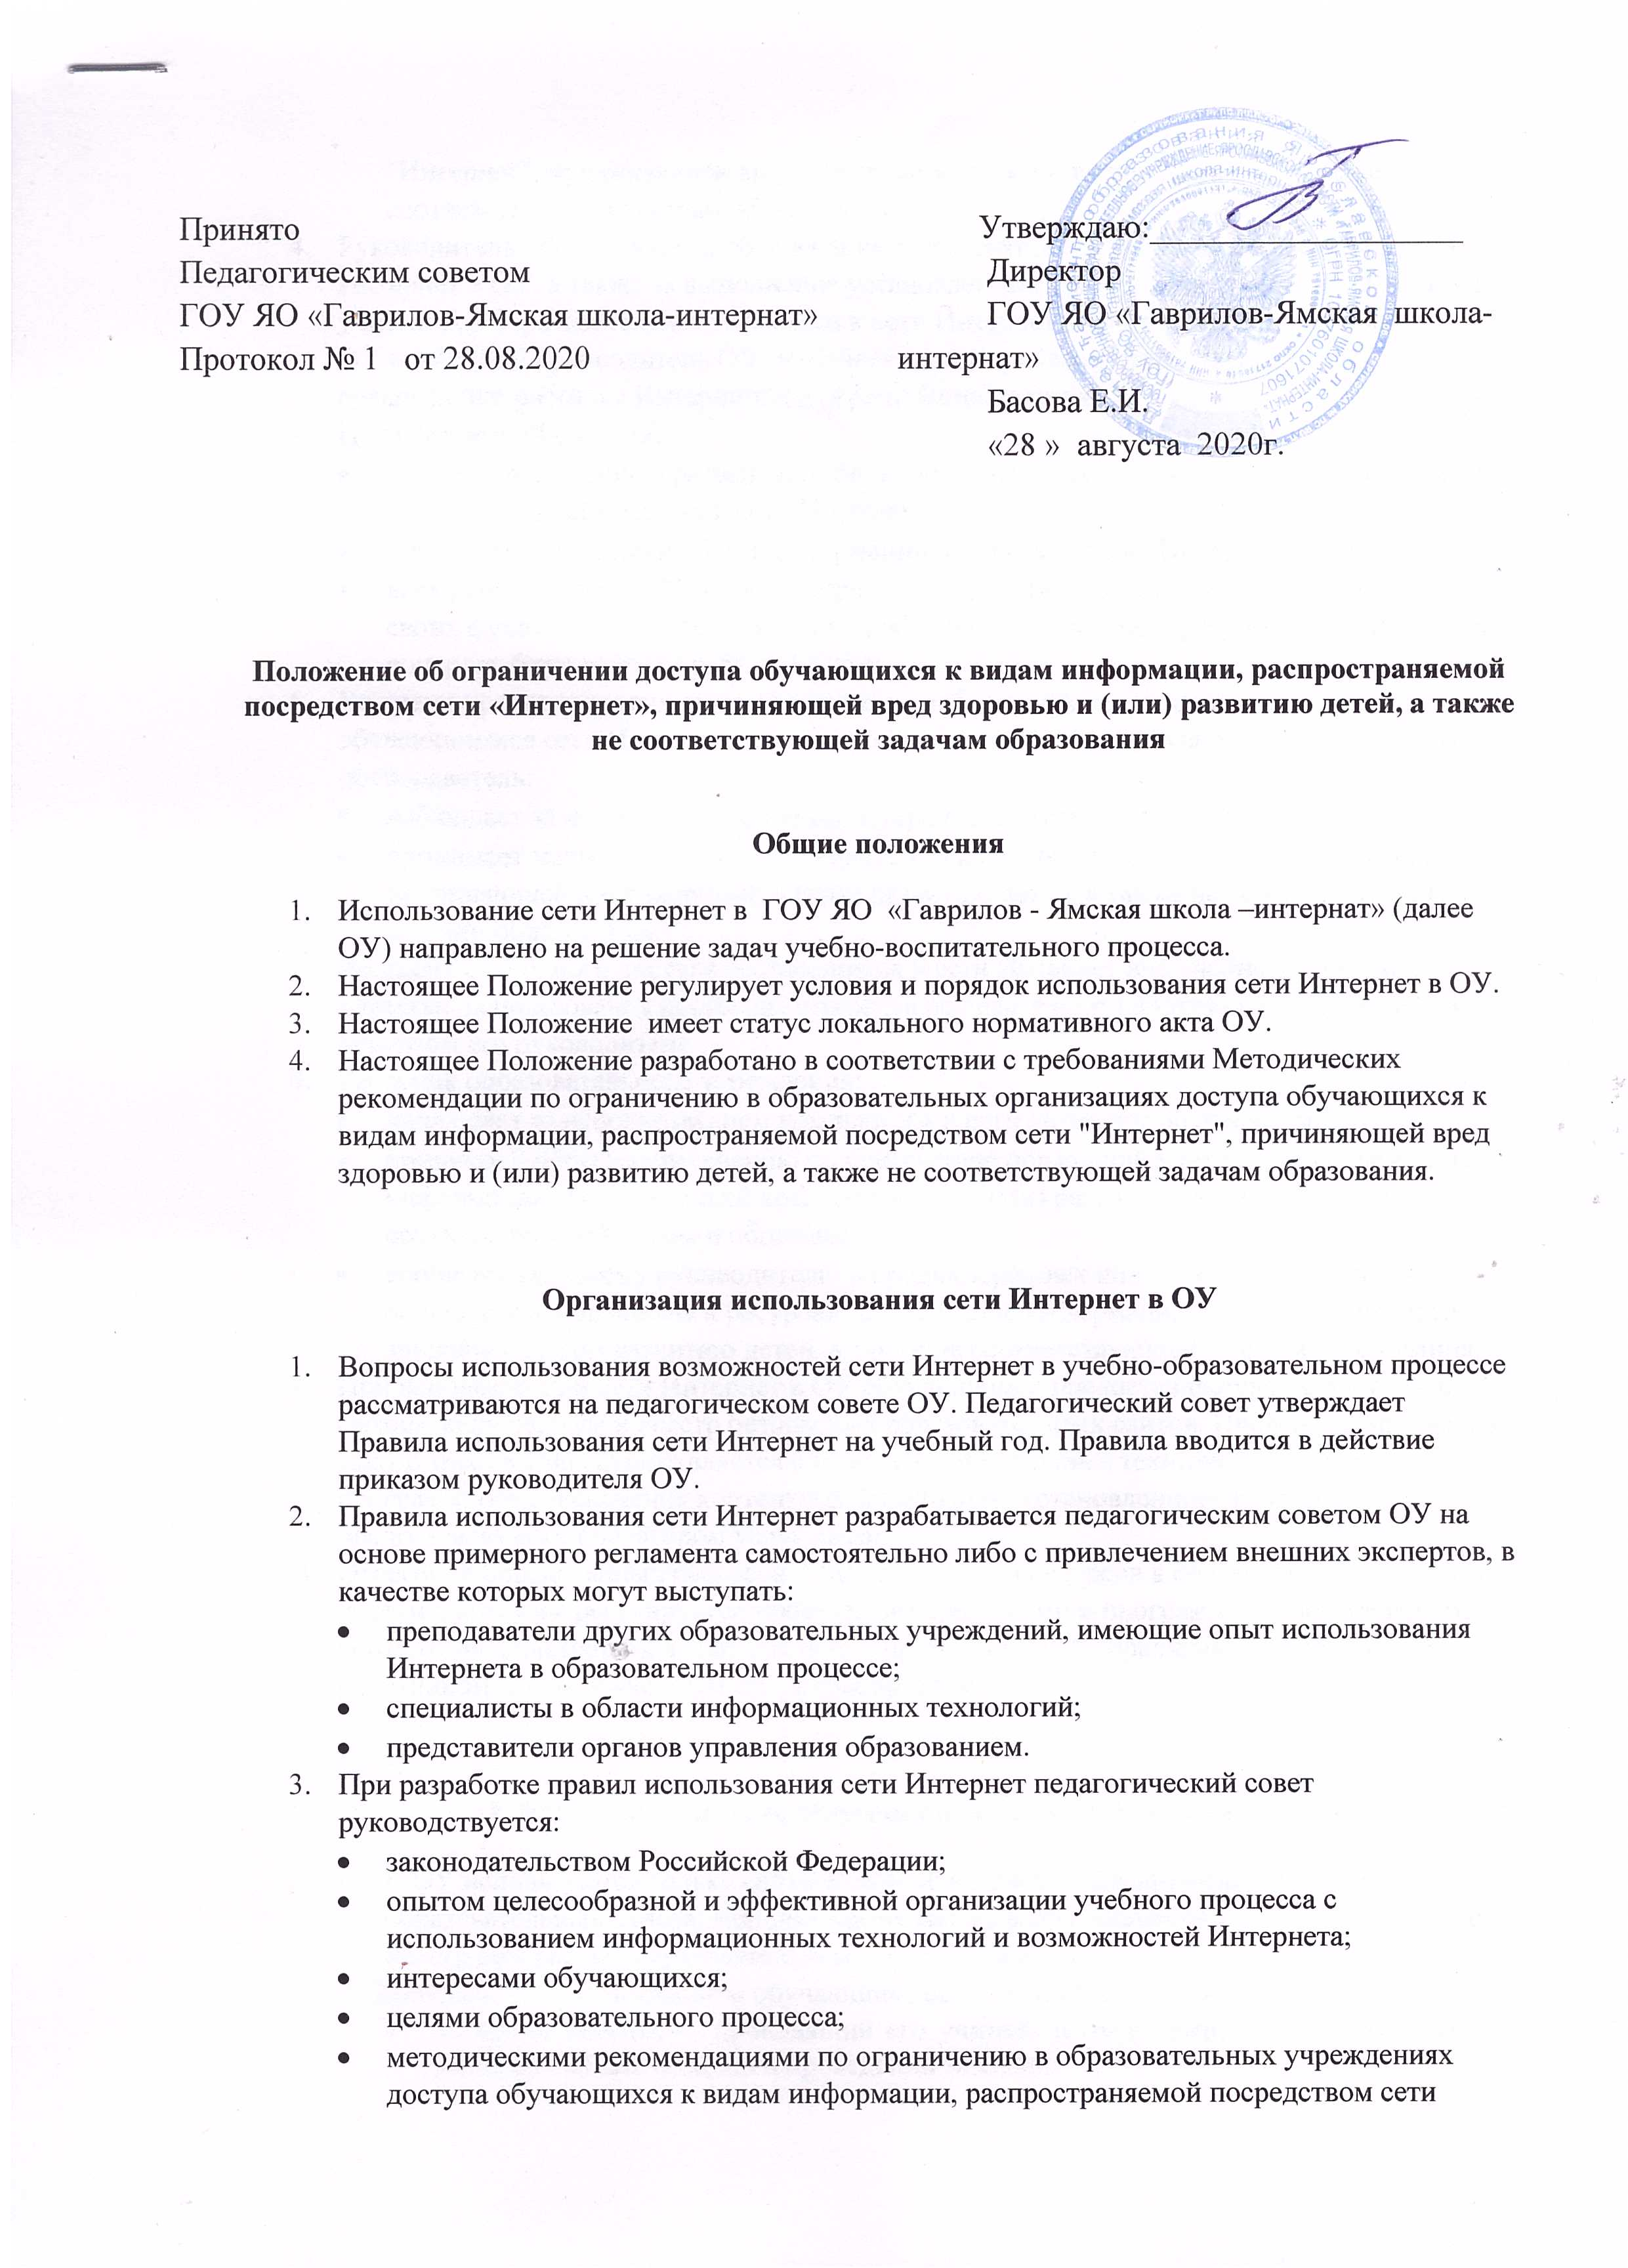 Принято
Педагогическим советом
ГОУ ЯО «Гаврилов-Ямская школа-интернат»
Протокол № 1 от 28.08.2020
Утверждаю:____________________
Директор
ГОУ ЯО «Гаврилов-Ямская школа-
интернат»
Басова Е.И.
«28 » августа 2020г.
Положение об ограничении доступа обучающихся к видам информации, распространяемой
посредством сети «Интернет», причиняющей вред здоровью и (или) развитию детей, а также
не соответствующей задачам образования
Общие положения
1. Использование сети Интернет в ГОУ ЯО «Гаврилов - Ямская школа –интернат» (далее
ОУ) направлено на решение задач учебно-воспитательного процесса.
2. Настоящее Положение регулирует условия и порядок использования сети Интернет в ОУ.
3. Настоящее Положение имеет статус локального нормативного акта ОУ.
4. Настоящее Положение разработано в соответствии с требованиями Методических
рекомендации по ограничению в образовательных организациях доступа обучающихся к
видам информации, распространяемой посредством сети "Интернет", причиняющей вред
здоровью и (или) развитию детей, а также не соответствующей задачам образования.
Организация использования сети Интернет в ОУ
1. Вопросы использования возможностей сети Интернет в учебно-образовательном процессе
рассматриваются на педагогическом совете ОУ. Педагогический совет утверждает
Правила использования сети Интернет на учебный год. Правила вводится в действие
приказом руководителя ОУ.
2. Правила использования сети Интернет разрабатывается педагогическим советом ОУ на
основе примерного регламента самостоятельно либо с привлечением внешних экспертов, в
качестве которых могут выступать:
• преподаватели других образовательных учреждений, имеющие опыт использования
Интернета в образовательном процессе;
• специалисты в области информационных технологий;
• представители органов управления образованием.
3. При разработке правил использования сети Интернет педагогический совет
руководствуется:
• законодательством Российской Федерации;
• опытом целесообразной и эффективной организации учебного процесса с
использованием информационных технологий и возможностей Интернета;
• интересами обучающихся;
• целями образовательного процесса;
• методическими рекомендациями по ограничению в образовательных учреждениях
доступа обучающихся к видам информации, распространяемой посредством сети